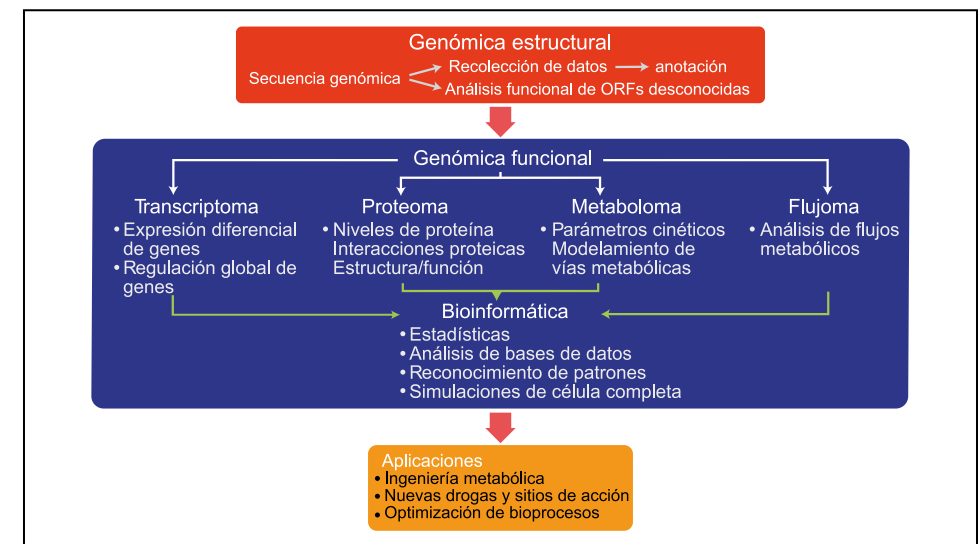 Genómica estructural
Secuencia genómica
Recolección de datos
anotación
Análisis funcional de ORFs desconocidas
Genómica funcional
Transcriptoma
• Expresión diferencial
de genes
• Regulación global de
genes
Proteoma
• Niveles de proteína
Interacciones proteicas
Estructura/función
Metaboloma
• Parámetros cinéticos
Modelamiento de
vías metabólicas
Flujoma
• Análisis de flujos
metabólicos
Bioinformática
• Estadísticas
• Análisis de bases de datos
• Reconocimiento de patrones
• Simulaciones de célula completa
Aplicaciones
• Ingeniería metabólica
• Nuevas drogas y sitios de acción
• Optimización de bioprocesos